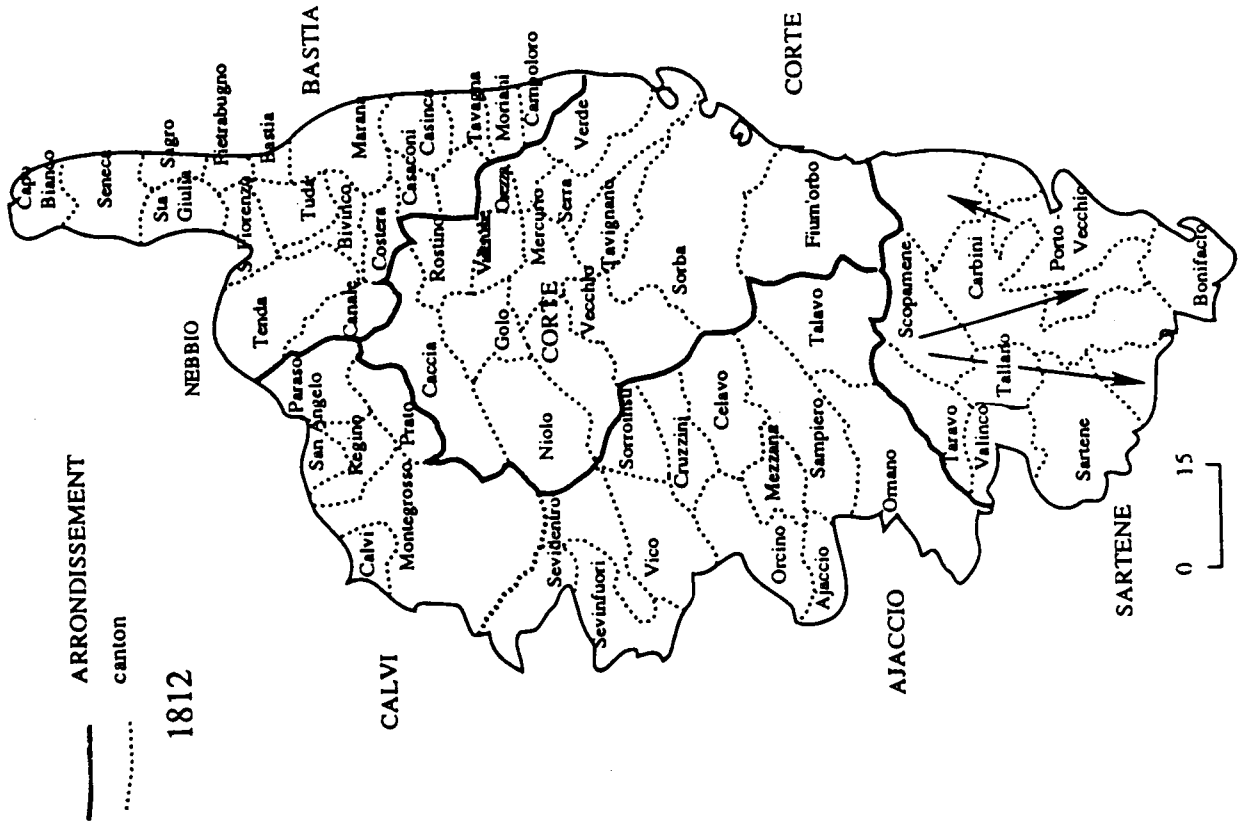 ARRONDISSEMENT
canton
1812
NEBBIO
BASTIA
CALVI
CORTE
CORTE
AJACCIO
SARTENE
0 15
Capo
Bianco
Seneca
Sagro
Sta
Giulia
Pietrabugno
Bastia
S. Fiorenzo
Tuda
Marana
Bivinco
Costera
Casaconi
Casinca
Tavagna
Moriani
Campoloro
Tenda
Canale
Paraso
San Angelo
Regino
Prato
Calvi
Montegrosso
Caccia
Rostino
Orezza
Verde
Golo
Mercurio
Serra
Tavignano
Vecchio
Niolo
Sorba
Fium'orbo
Sevidentro
Sevinfuori
Vico
Sorroinsu
Cruzzini
Celavo
Mezzana
Orcino
Ajaccio
Sampiero
Ornano
Talavo
Scopamene
Carbini
Porto
Vecchio
Tallano
Taravo
Valinco
Sartene
Bonifacio